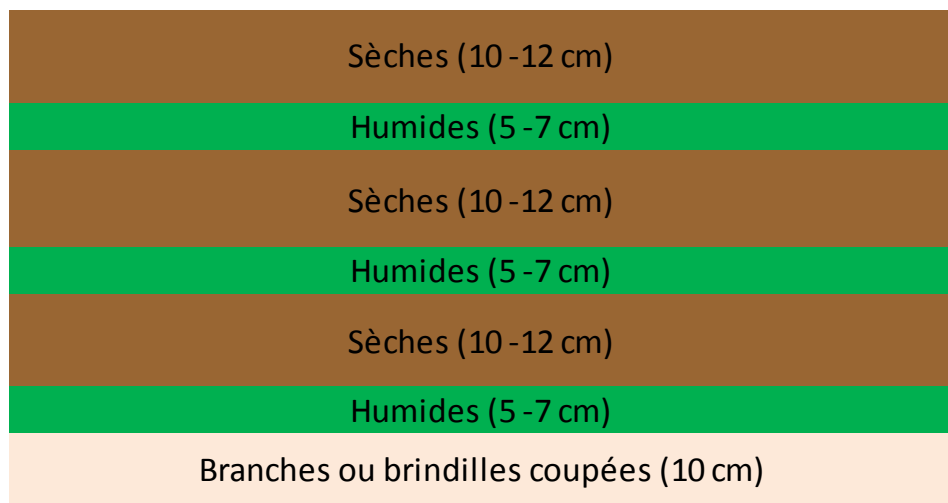 Sèches (10 -12 cm)
Humides (5 -7 cm)
Sèches (10 -12 cm)
Humides (5 -7 cm)
Sèches (10 -12 cm)
Humides (5 -7 cm)
Branches ou brindilles coupées (10 cm)